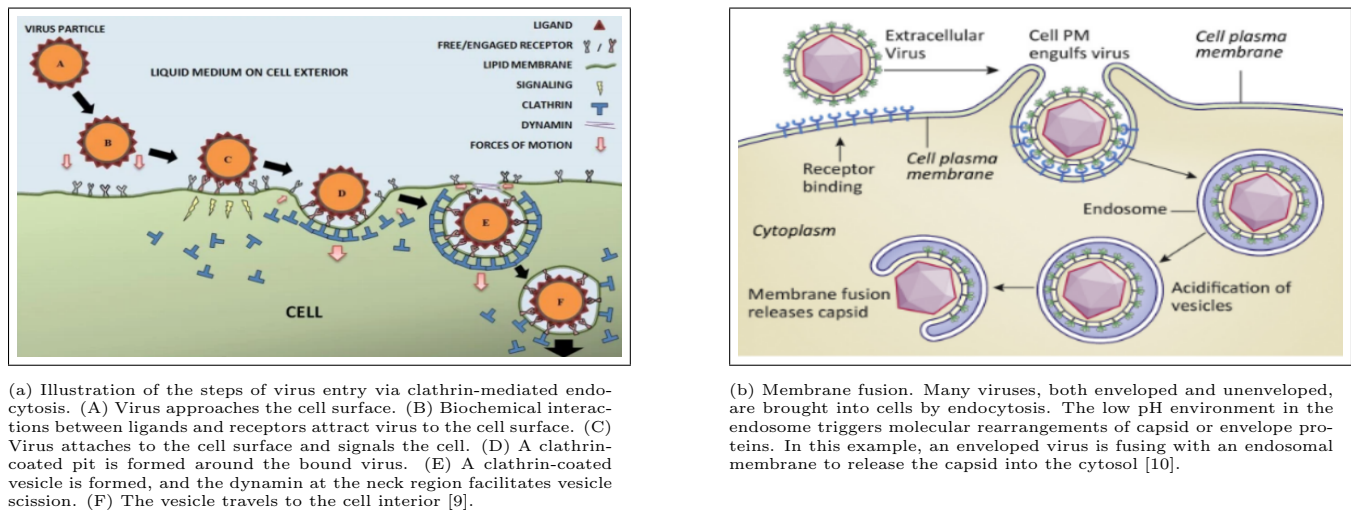 VIRUS PARTICLE
A
B
C
D
E
F
LIQUID MEDIUM ON CELL EXTERIOR
LIGAND
FREE/ENGAGED RECEPTOR
/
LIPID MEMBRANE
SIGNALING
CLATHRIN
DYNAMIN
FORCES OF MOTION
CELL
(a) Illustration of the steps of virus entry via clathrin-mediated endo-
cytosis. (A) Virus approaches the cell surface. (B) Biochemical interac-
tions between ligands and receptors attract virus to the cell surface. (C)
Virus attaches to the cell surface and signals the cell. (D) A clathrin-
coated pit is formed around the bound virus. (E) A clathrin-coated
vesicle is formed, and the dynamin at the neck region facilitates vesicle
scission. (F) The vesicle travels to the cell interior [9].
Extracellular
Virus
Cell PM
engulfs virus
Cell plasma
membrane
Receptor
binding
Cell plasma
membrane
Endosome
Cytoplasm
Membrane fusion
releases capsid
Acidification of
vesicles
(b) Membrane fusion. Many viruses, both enveloped and unenveloped,
are brought into cells by endocytosis. The low pH environment in the
endosome triggers molecular rearrangements of capsid or envelope pro-
teins. In this example, an enveloped virus is fusing with an endosomal
membrane to release the capsid into the cytosol [10].